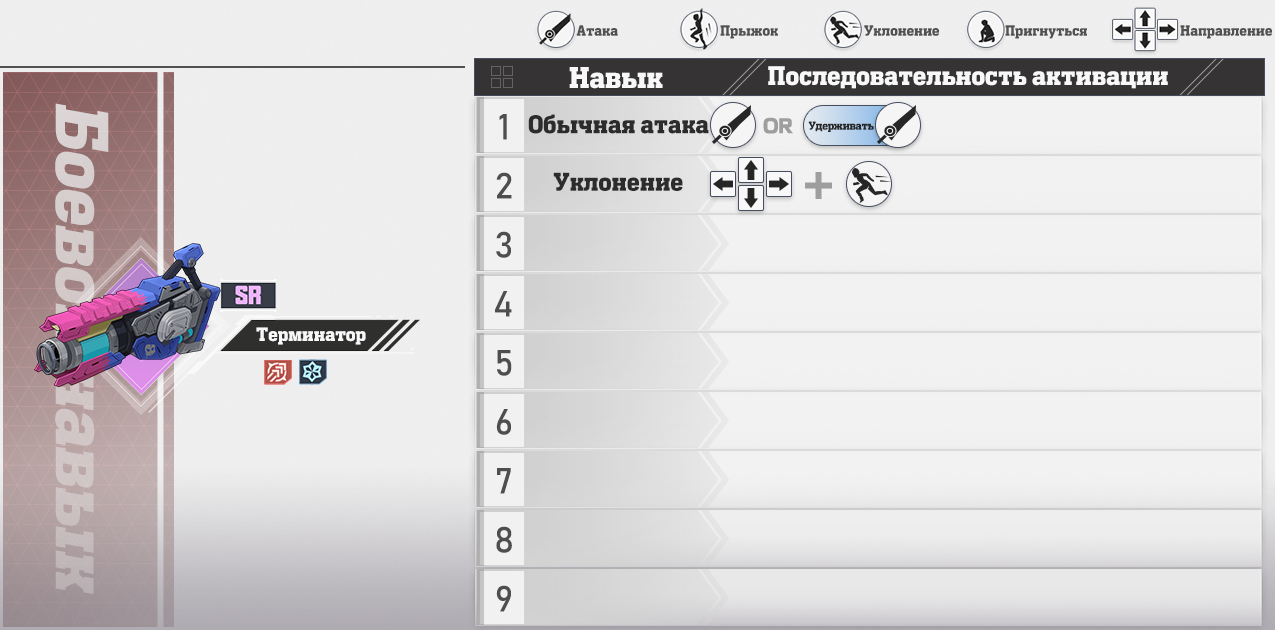 Атака
Прыжок
Уклонение
Пригнуться
Направление
Навык
Последовательность активации
1
Обычная атака
OR
Удерживать
2
Уклонение
3
4
5
6
7
8
9
Боевой навык
SR
Терминатор